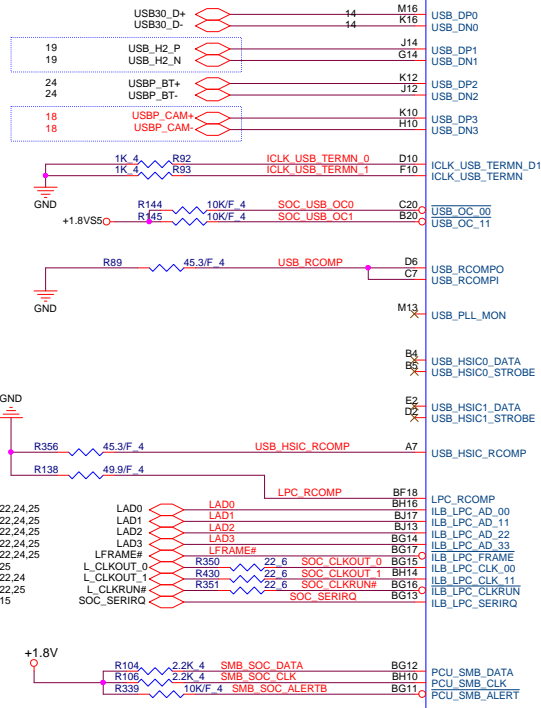 USB30_D+ 14 M16 USB_DP0
USB30_D- 14 K16 USB_DN0
19 USB_H2_P J14 USB_DP1
19 USB_H2_N G14 USB_DN1
24 USBP_BT+ K12 USB_DP2
24 USBP_BT- J12 USB_DN2
18 USBP_CAM+ K10 USB_DP3
18 USBP_CAM- H10 USB_DN3
1K_4 R92 ICLK_USB_TERMN_0 D10 ICLK_USB_TERMN_D1
1K_4 R93 ICLK_USB_TERMN_1 F10 ICLK_USB_TERMN
GND
R144 10K/F_4 SOC_USB_OC0 C20 USB_OC_00
+1.8VS5 R145 10K/F_4 SOC_USB_OC1 B20 USB_OC_11
R89 45.3/F_4 USB_RCOMP D6 USB_RCOMPO
C7 USB_RCOMPI
GND
M13 USB_PLL_MON
B4 USB_HSIC0_DATA
B5 USB_HSIC0_STROBE
E2 USB_HSIC1_DATA
D2 USB_HSIC1_STROBE
GND
R356 45.3/F_4 USB_HSIC_RCOMP A7 USB_HSIC_RCOMP
R138 49.9/F_4
LPC_RCOMP BF18 LPC_RCOMP
22,24,25 LAD0 LAD0 BH16 ILB_LPC_AD_00
22,24,25 LAD1 LAD1 BJ17 ILB_LPC_AD_11
22,24,25 LAD2 LAD2 BJ13 ILB_LPC_AD_22
22,24,25 LAD3 LAD3 BG14 ILB_LPC_AD_33
22,24,25 LFRAME# LFRAME# BG17 ILB_LPC_FRAME
25 L_CLKOUT_0 R350 22_6 SOC_CLKOUT_0 BG15 ILB_LPC_CLK_00
22,24 L_CLKOUT_1 R430 22_6 SOC_CLKOUT_1 BH14 ILB_LPC_CLK_11
22,25 L_CLKRUN# R351 22_6 SOC_CLKRUN# BG16 ILB_LPC_CLKRUN
15 SOC_SERIRQ SOC_SERIRQ BG13 ILB_LPC_SERIRQ
+1.8V
R104 2.2K_4 SMB_SOC_DATA BG12 PCU_SMB_DATA
R106 2.2K_4 SMB_SOC_CLK BH10 PCU_SMB_CLK
R339 10K/F_4 SMB_SOC_ALERTB BG11 PCU_SMB_ALERT